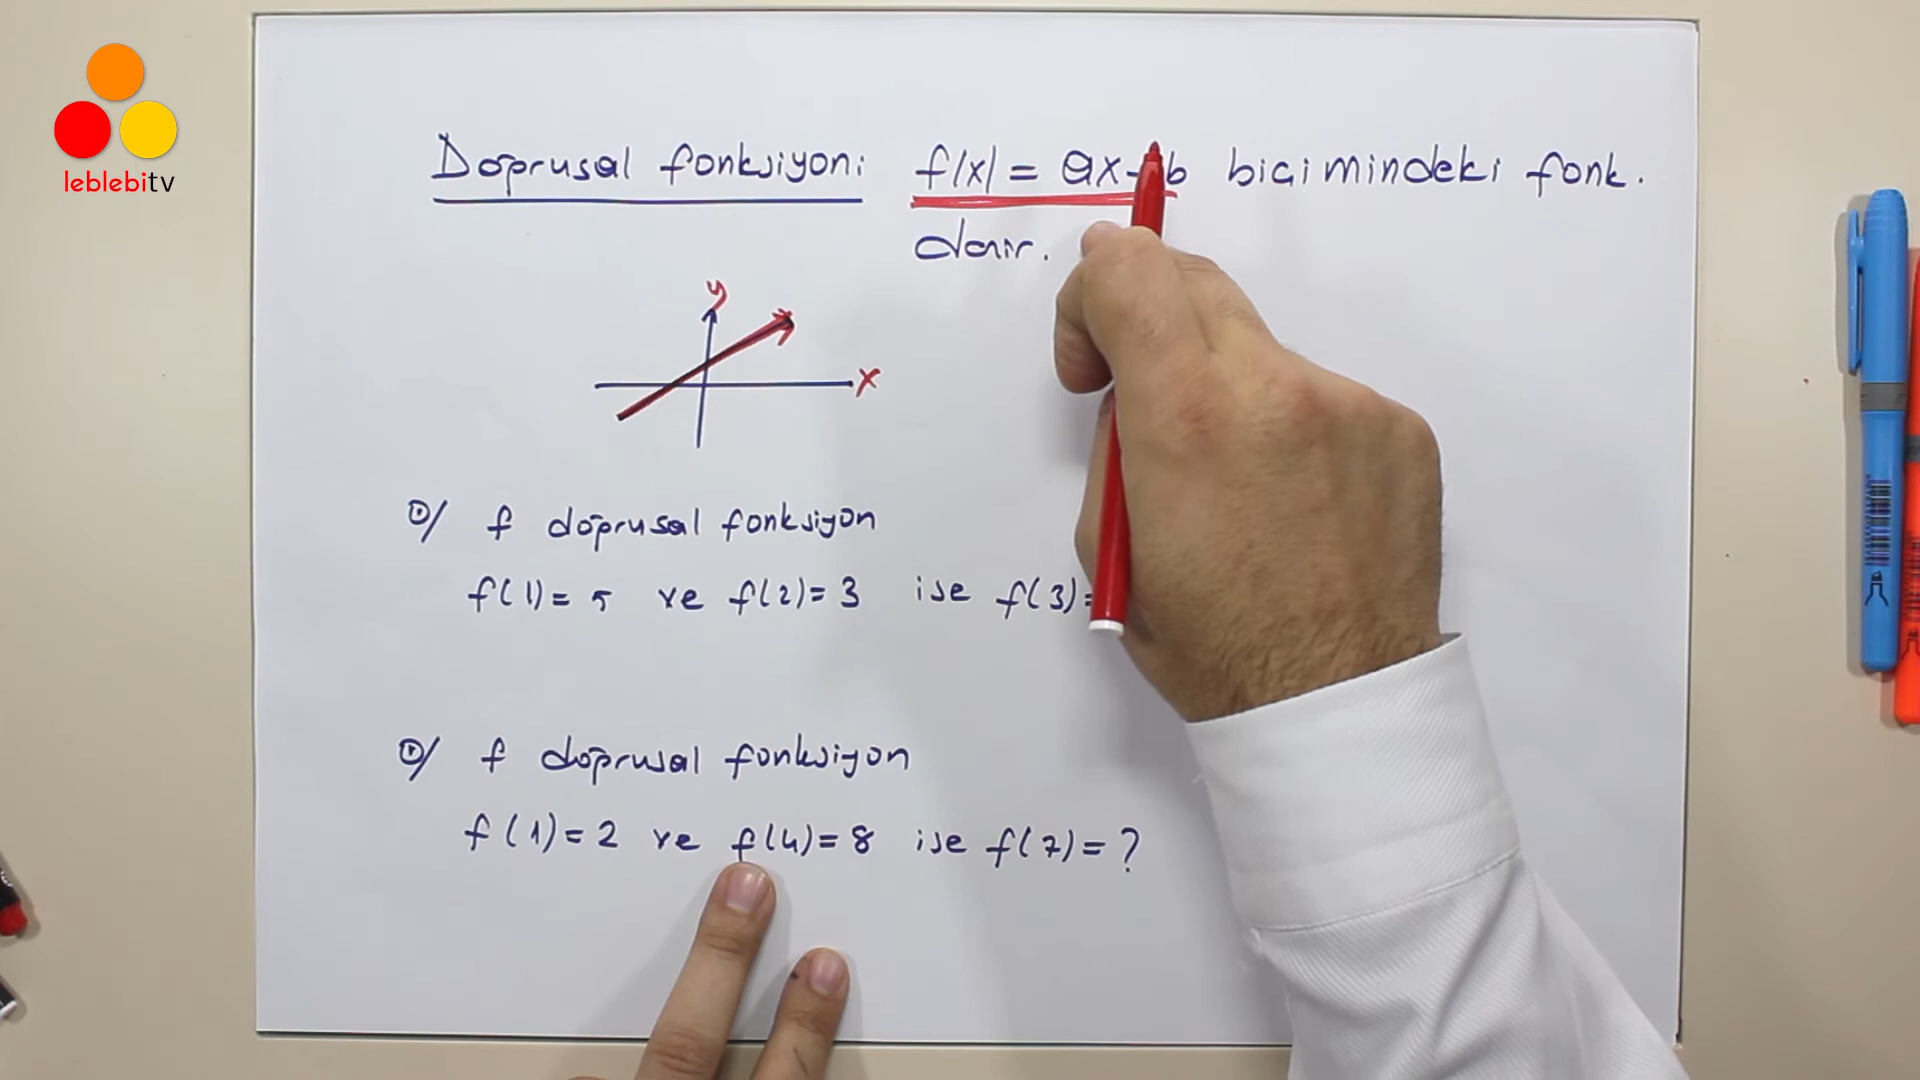 leblebitv
Doğrusal fonksiyon: f(x) = ax+b biçimindeki fonk.
dair.
y
x
Ö/ f doğrusal fonksiyon
f(1)=5 ve f(2)=3 ise f(3)=
Ö/ f doğrusal fonksiyon
f(1)=2 ve f(4)=8 ise f(7)=?